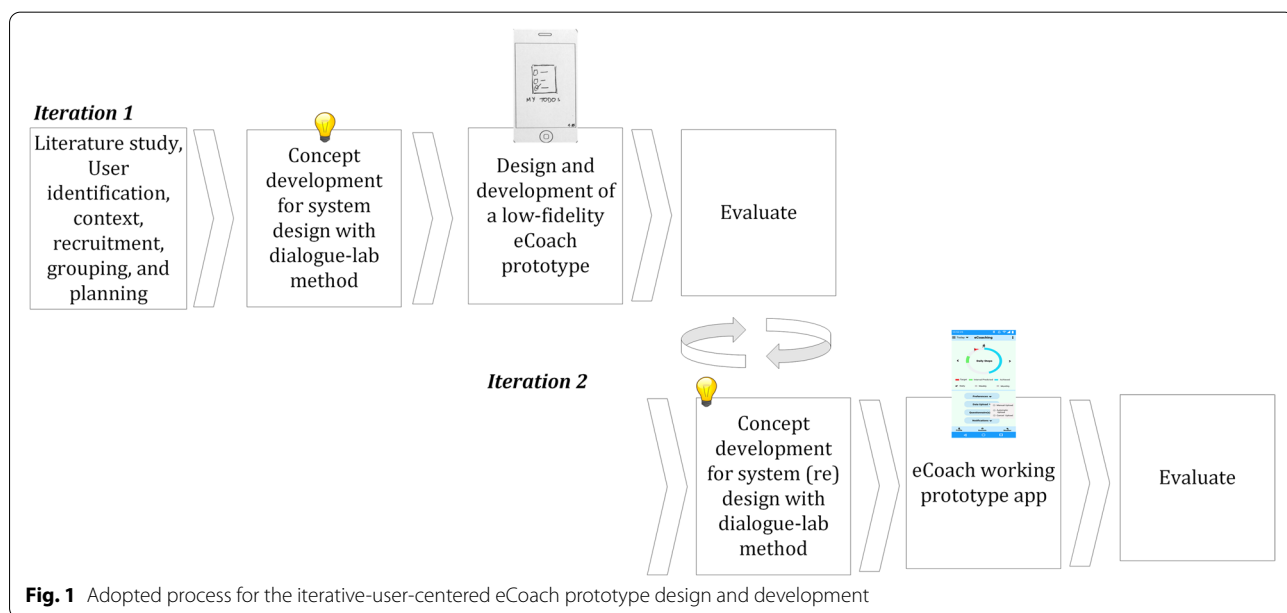 Iteration 1
Literature study,
User
identification,
context,
recruitment,
grouping, and
planning
Concept
development
for system
design with
dialogue-lab
method
MY TODOs
Design and
development of
a low-fidelity
eCoach
prototype
Evaluate
Iteration 2
Concept
development
for system (re)
design with
dialogue-lab
method
eCoaching
eCoach working
prototype app
Evaluate
Fig. 1 Adopted process for the iterative-user-centered eCoach prototype design and development